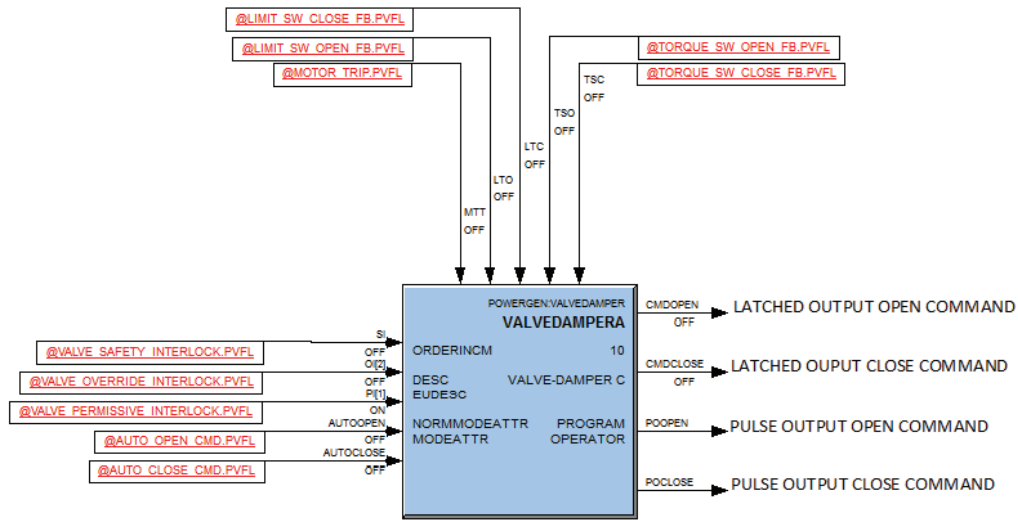 @LIMIT_SW_CLOSE_FB.PVFL
@LIMIT_SW_OPEN_FB.PVFL
@MOTOR_TRIP.PVFL
@TORQUE_SW_OPEN_FB.PVFL
@TORQUE_SW_CLOSE_FB.PVFL
TSC
OFF
TSO
OFF
LTC
OFF
LTO
OFF
MTT
OFF
POWERGEN:VALVEDAMPER
VALVEDAMPERA
ORDERINCM 10
DESC VALVE-DAMPER C
EUDESC
NORMMODEATTR PROGRAM
MODEATTR OPERATOR
SI
@VALVE_SAFETY_INTERLOCK.PVFL
OFF
OI[2]
@VALVE_OVERRIDE_INTERLOCK.PVFL
OFF
PI[1]
@VALVE_PERMISSIVE_INTERLOCK.PVFL
ON
AUTOOPEN
@AUTO_OPEN_CMD.PVFL
OFF
AUTOCLOSE
@AUTO_CLOSE_CMD.PVFL
OFF
CMDOPEN
OFF
LATCHED OUTPUT OPEN COMMAND
CMDCLOSE
OFF
LATCHED OUPUT CLOSE COMMAND
POOPEN
PULSE OUTPUT OPEN COMMAND
POCLOSE
PULSE OUTPUT CLOSE COMMAND